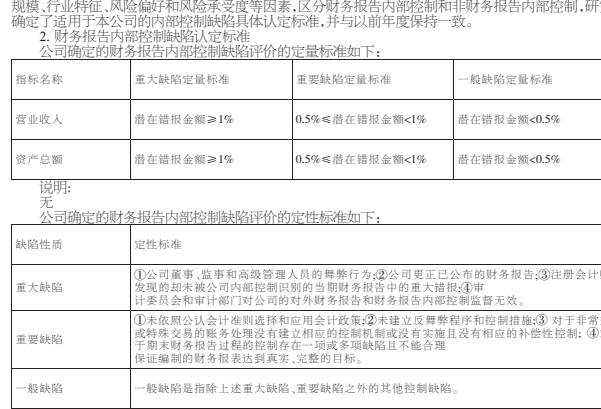 规模、行业特征、风险偏好和风险承受度等因素,区分财务报告内部控制和非财务报告内部控制,研
确定了适用于本公司的内部控制缺陷具体认定标准,并与以前年度保持一致。
2. 财务报告内部控制缺陷认定标准
公司确定的财务报告内部控制缺陷评价的定量标准如下:
指标名称 重大缺陷定量标准 重要缺陷定量标准 一般缺陷定量标准
营业收入 潜在错报金额≥1% 0.5%≤潜在错报金额<1% 潜在错报金额<0.5%
资产总额 潜在错报金额≥1% 0.5%≤潜在错报金额<1% 潜在错报金额<0.5%
说明:
无
公司确定的财务报告内部控制缺陷评价的定性标准如下:
缺陷性质 定性标准
重大缺陷 ①公司董事、监事和高级管理人员的舞弊行为;②公司更正已公布的财务报告;③注册会计
发现的却未被公司内部控制识别的当期财务报告中的重大错报;④审
计委员会和审计部门对公司的对外财务报告和财务报告内部控制监督无效。
重要缺陷 ①未依照公认会计准则选择和应用会计政策;②未建立反舞弊程序和控制措施;③ 对于非常
或特殊交易的账务处理没有建立相应的控制机制或没有实施且没有相应的补偿性控制; ④
于期末财务报告过程的控制存在一项或多项缺陷且不能合理
保证编制的财务报表达到真实、完整的目标。
一般缺陷 一般缺陷是指除上述重大缺陷、重要缺陷之外的其他控制缺陷。